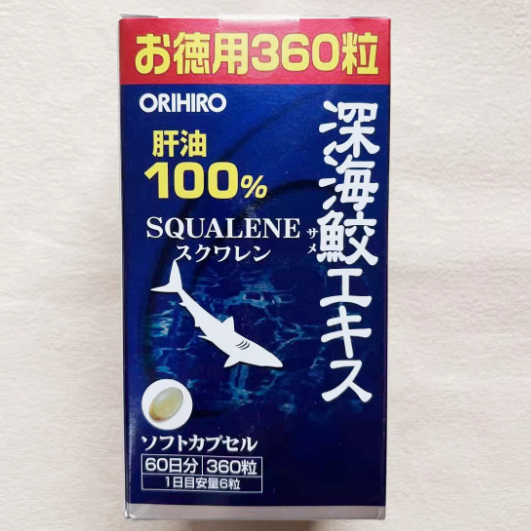 お徳用360粒
ORIHIRO
深海鮫エキス
サメ
肝油
100%
SQUALENE
スクワレン
ソフトカプセル
60日分 360粒
1日目安量6粒